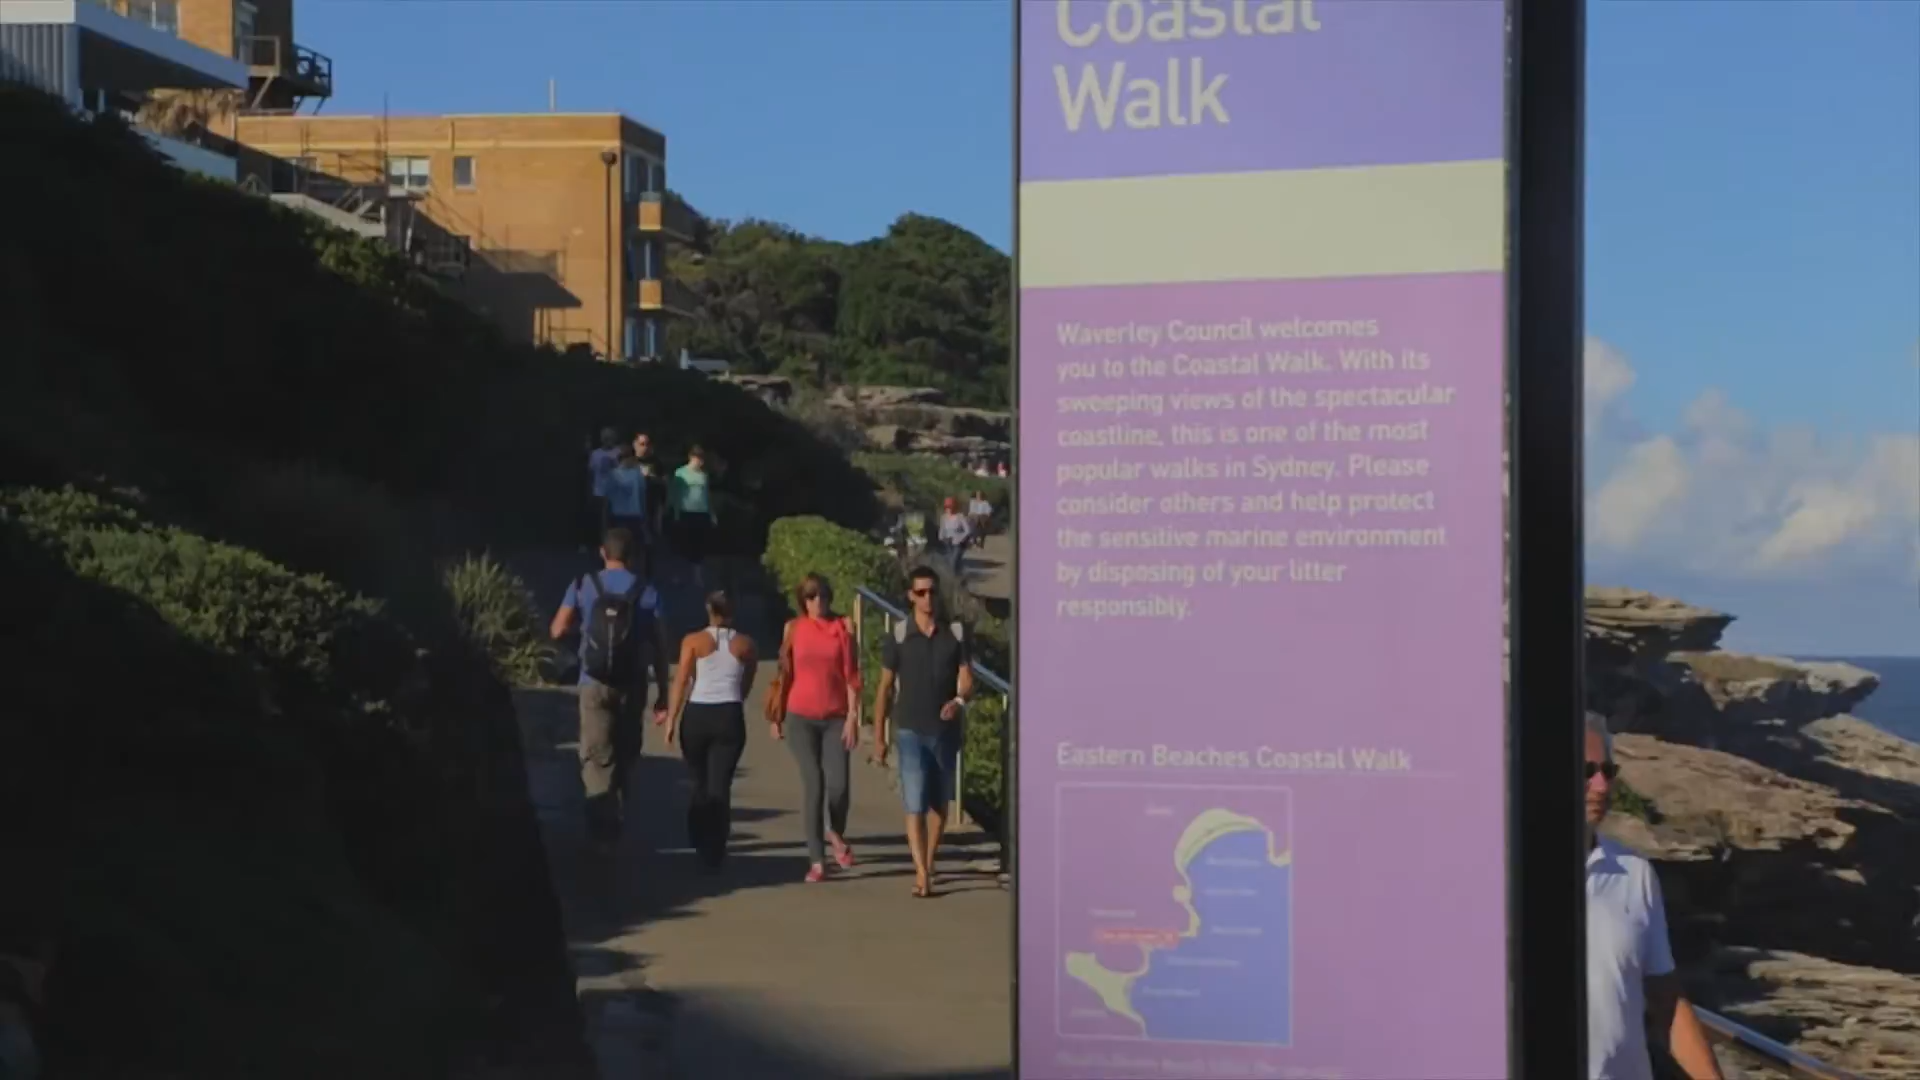 Coastal
Walk
Waverley Council welcomes
you to the Coastal Walk. With its
sweeping views of the spectacular
coastline, this is one of the most
popular walks in Sydney. Please
consider others and help protect
the sensitive marine environment
by disposing of your litter
responsibly.
Eastern Beaches Coastal Walk